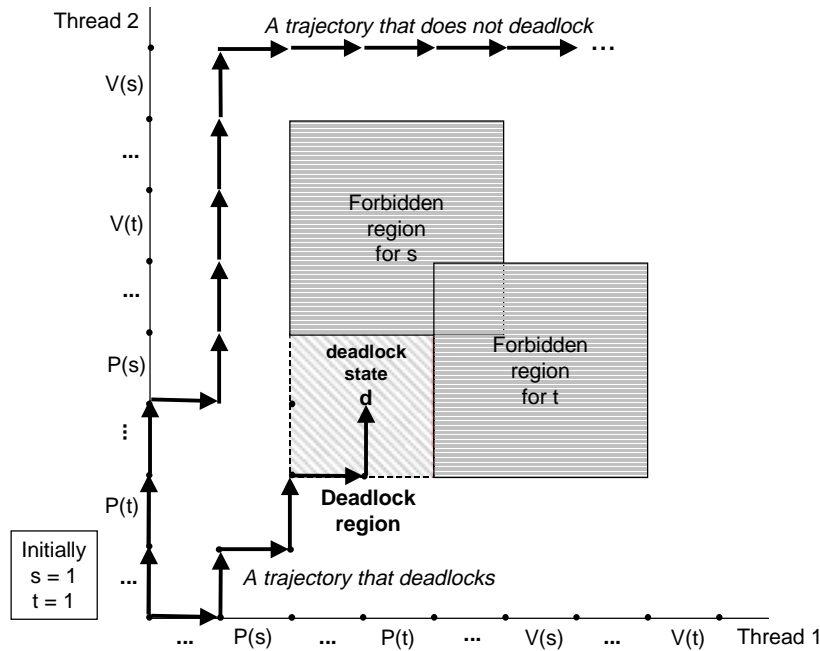 Thread 2
A trajectory that does not deadlock
...
V(s)
...
V(t)
...
P(s)
...
P(t)
...
Forbidden
region
for s
Forbidden
region
for t
deadlock
state
d
Deadlock
region
A trajectory that deadlocks
Initially
s = 1
t = 1
... P(s) ... P(t) ... V(s) ... V(t) Thread 1